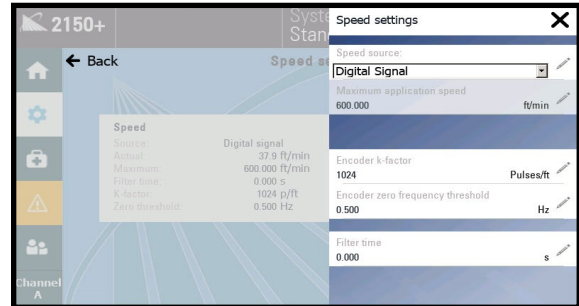 2150+
Syste
Stan
Back
Speed se
Speed
Source: Digital signal
Actual: 37.9 ft/min
Maximum 600.000 ft/min
Filter time 0.000 s
K-factor: 1024 p/ft
Zero threshold: 0.500 Hz
Channel
A
Speed settings
Speed source:
Digital Signal
Maximum application speed
600.000 ft/min
Encoder k-factor
1024 Pulses/ft
Encoder zero frequency threshold
0.500 Hz
Filter time
0.000 s